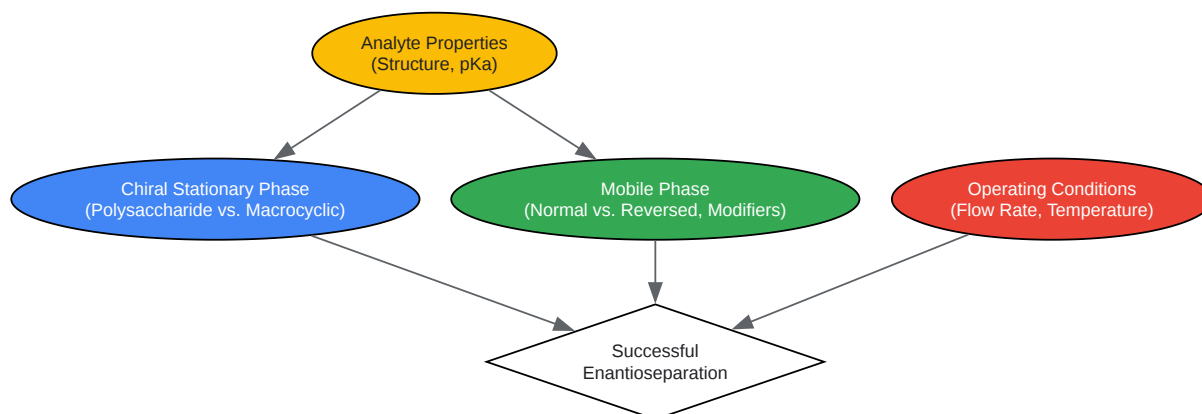 Analyte Properties
(Structure, pKa)
Chiral Stationary Phase
(Polysaccharide vs. Macrocyclic)
Mobile Phase
(Normal vs. Reversed, Modifiers)
Operating Conditions
(Flow Rate, Temperature)
Successful
Enantioseparation